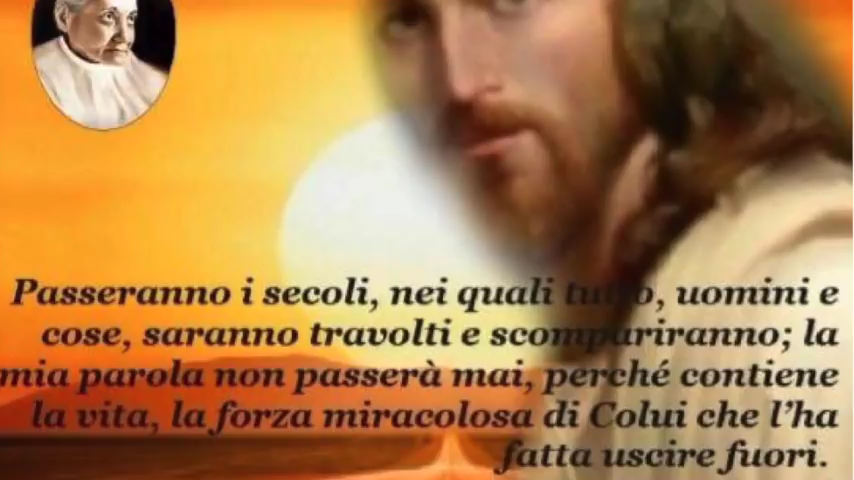 Passeranno i secoli, nei quali tutto, uomini e
cose, saranno travolti e scompariranno; la
mia parola non passerà mai, perché contiene
la vita, la forza miracolosa di Colui che l'ha
fatta uscire fuori.